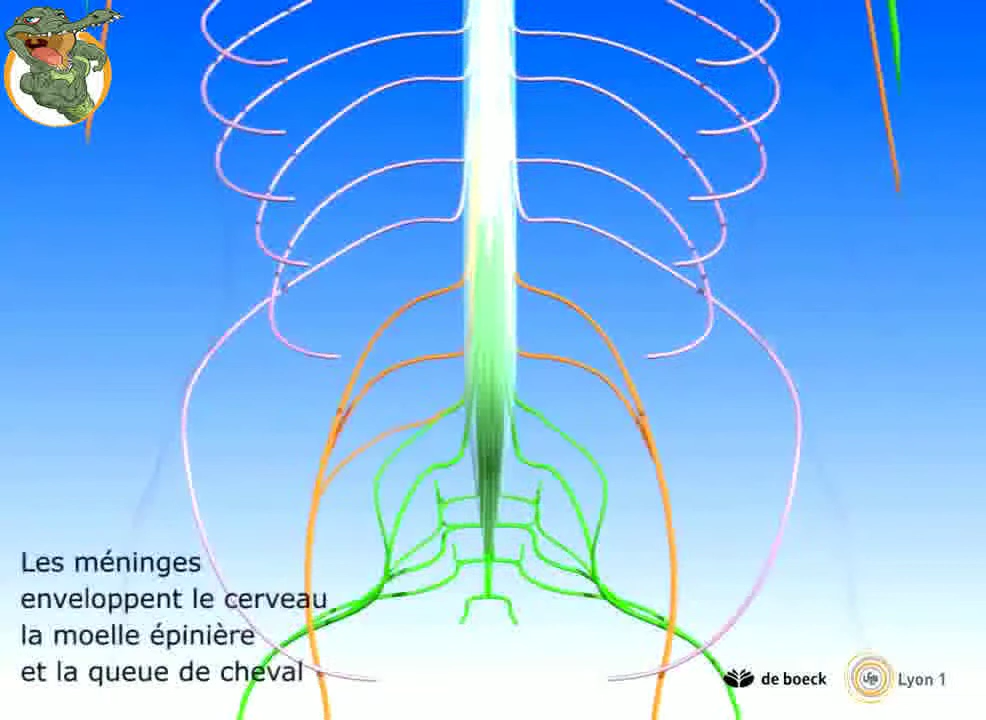 Les méninges
enveloppent le cerveau
la moelle épinière
et la queue de cheval
de boeck
Lyon 1